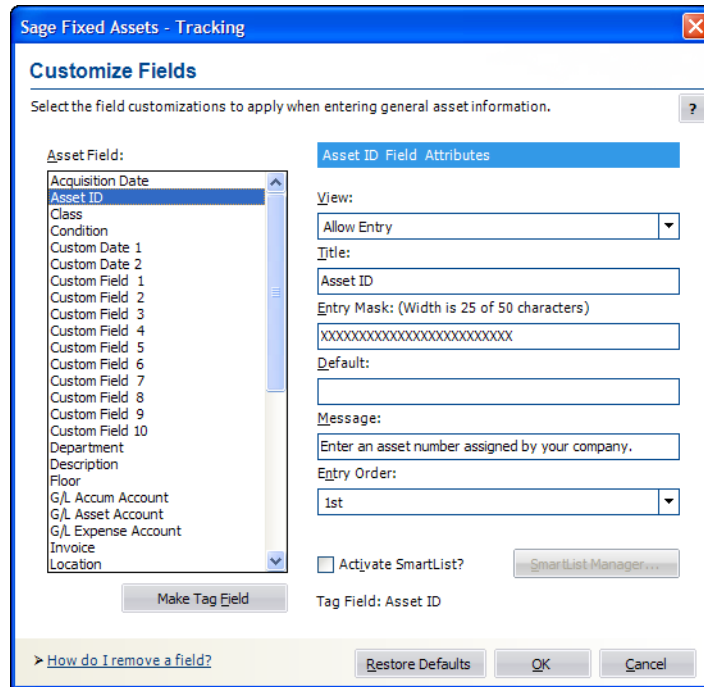 Sage Fixed Assets - Tracking
Customize Fields
Select the field customizations to apply when entering general asset information.
?
Asset Field:
Acquisition Date
Asset ID
Class
Condition
Custom Date 1
Custom Date 2
Custom Field 1
Custom Field 2
Custom Field 3
Custom Field 4
Custom Field 5
Custom Field 6
Custom Field 7
Custom Field 8
Custom Field 9
Custom Field 10
Department
Description
Floor
G/L Accum Account
G/L Asset Account
G/L Expense Account
Invoice
Location
Make Tag Field
Asset ID Field Attributes
View:
Allow Entry
Title:
Asset ID
Entry Mask: (Width is 25 of 50 characters)
XXXXXXXXXXXXXXXXXXXXXXXXX
Default:
Message:
Enter an asset number assigned by your company.
Entry Order:
1st
Activate SmartList?
SmartList Manager...
Tag Field: Asset ID
How do I remove a field?
Restore Defaults
OK
Cancel